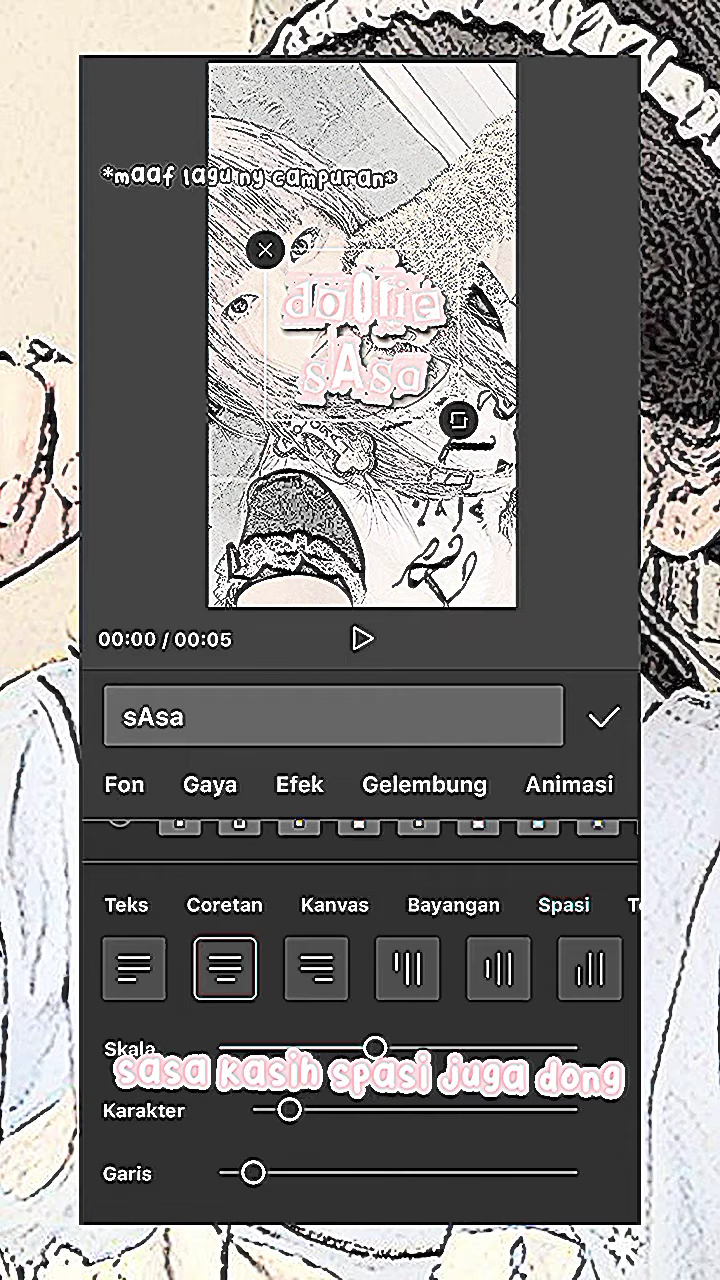 *maaf lagu ny campuran*
doOlie
sAsa
00:00 / 00:05
sAsa
Fon Gaya Efek Gelembung Animasi
Teks Coretan Kanvas Bayangan Spasi
Skala
sasa kasih spasi juga dong
Karakter
Garis